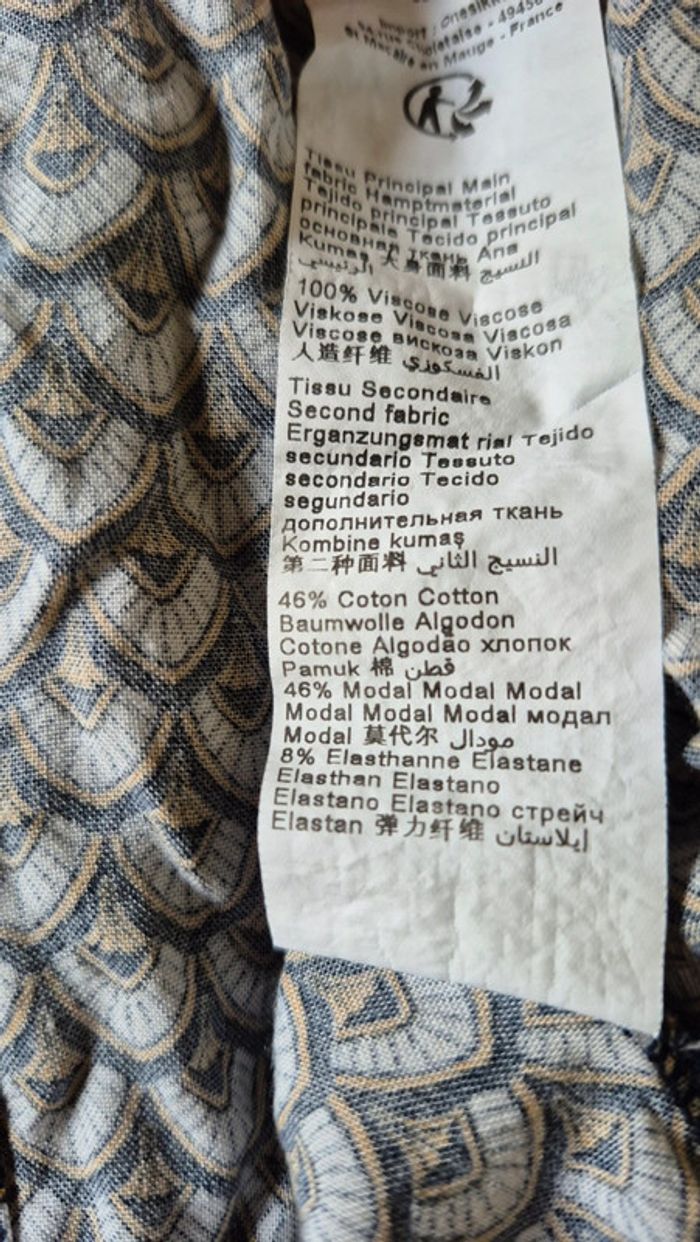 Import :
- 4945
St Macaire en Mauge - France
Tissu Principal Main
fabric Hamptmaterial
Tejido principal Tessuto
principale Tecido principal
основная ткань Ana
Kumaş 大身面料 النسيج الرئيسي
100% Viscose Viscose
Viskose Viscosa Viscosa
Viscose вискоза Viskon
人造纤维 الفسكوزي
Tissu Secondaire
Second fabric
Ergänzungsmat rial Tejido
secundario Tessuto
secondario Tecido
segundario
дополнительная ткань
Kombine kumaş
第二种面料 النسيج الثاني
46% Coton Cotton
Baumwolle Algodon
Cotone Algodão хлопок
Pamuk 棉 قطن
46% Modal Modal Modal
Modal Modal Modal модал
Modal 莫代尔 مودال
8% Elasthanne Elastane
Elasthan Elastano
Elastano Elastano стрейч
Elastan 弹力纤维 إيلاستان